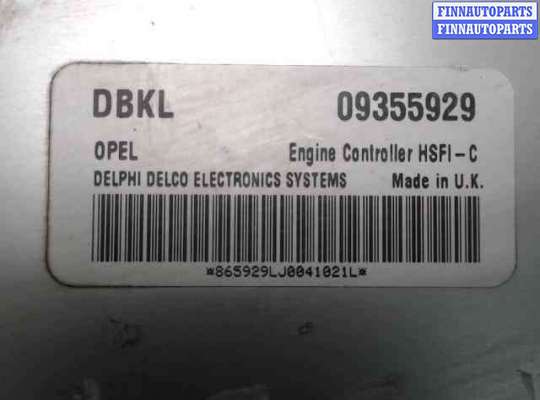 FINNAUTOPARTS
FINNAUTOPARTS
DBKL 09355929
OPEL Engine Controller HSFI-C
DELPHI DELCO ELECTRONICS SYSTEMS Made in U.K.
*865929LJ0041021L*